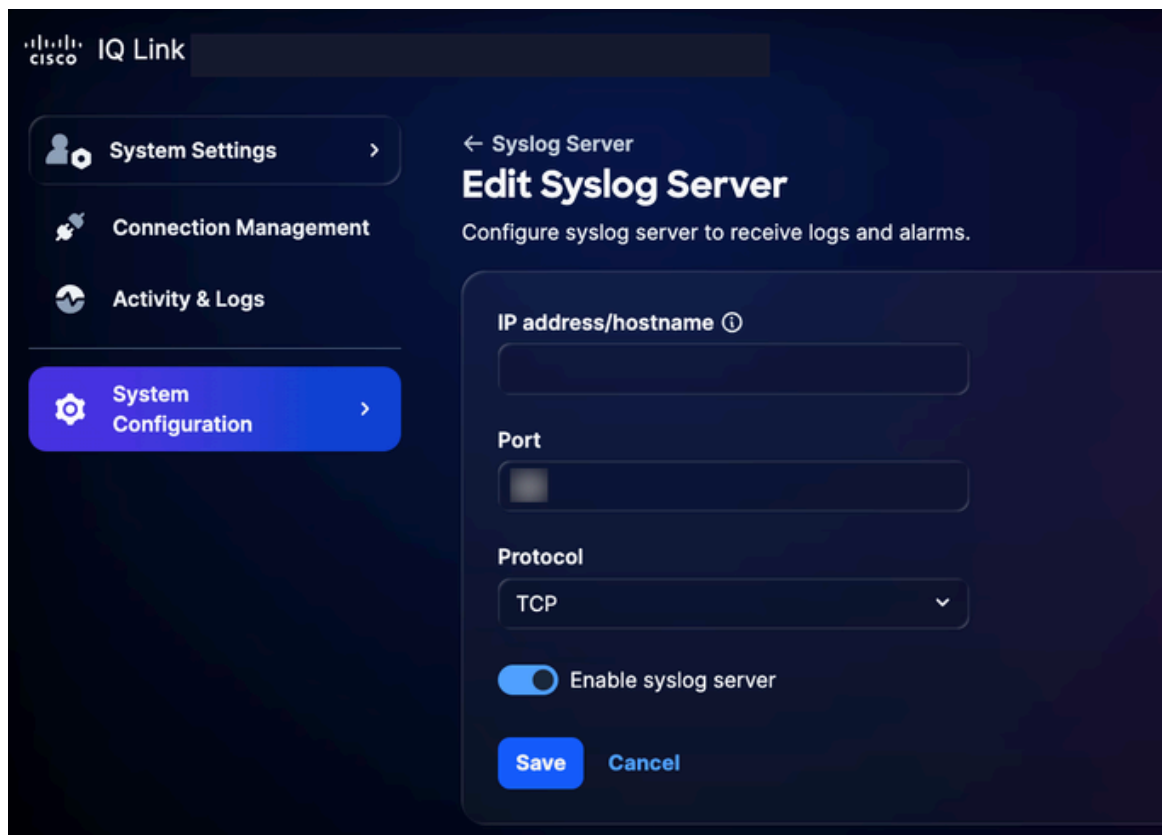 cisco IQ Link
System Settings
Connection Management
Activity & Logs
System
Configuration
← Syslog Server
Edit Syslog Server
Configure syslog server to receive logs and alarms.
IP address/hostname
Port
Protocol
TCP
Enable syslog server
Save Cancel